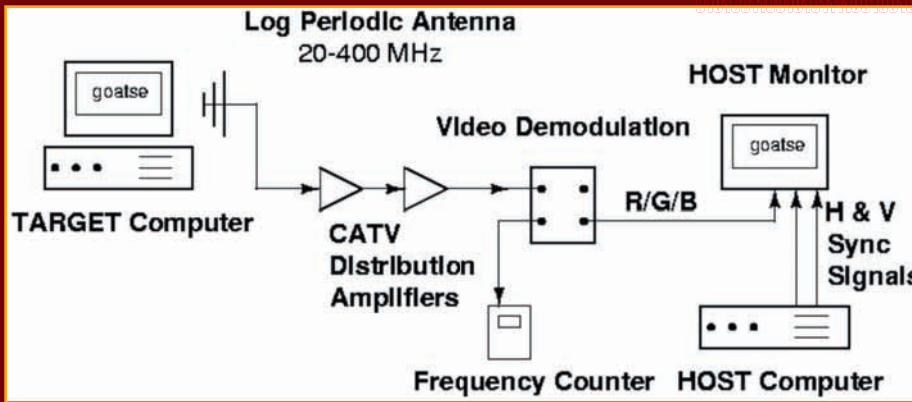 Log Periodic Antenna
20-400 MHz
goatse
TARGET Computer
CATV
Distribution
Amplifiers
Video Demodulation
R/G/B
Frequency Counter
HOST Monitor
goatse
H & V
Sync
Signals
HOST Computer